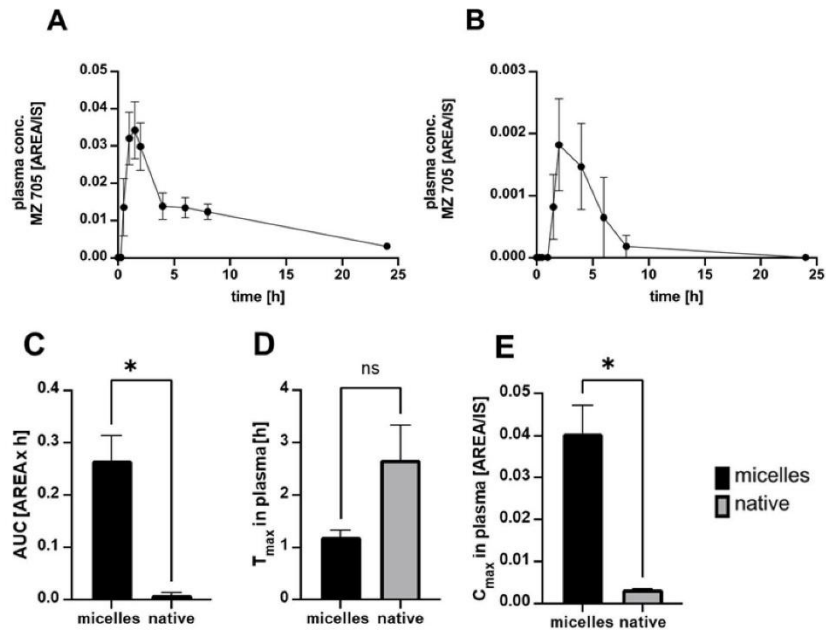 A
plasma conc.
MZ 705 [AREA/IS]
0.05
0.04
0.03
0.02
0.01
0.00
0 5 10 15 20 25
time [h]
B
plasma conc.
MZ 705 [AREA/IS]
0.003
0.002
0.001
0.000
0 5 10 15 20 25
time [h]
C
*
AUC [AREA x h]
0.4
0.3
0.2
0.1
0.0
micelles native
D
ns
Tmax in plasma [h]
4
3
2
1
0
micelles native
E
*
Cmax in plasma [AREA/IS]
0.05
0.04
0.03
0.02
0.01
0.00
micelles native
micelles
native